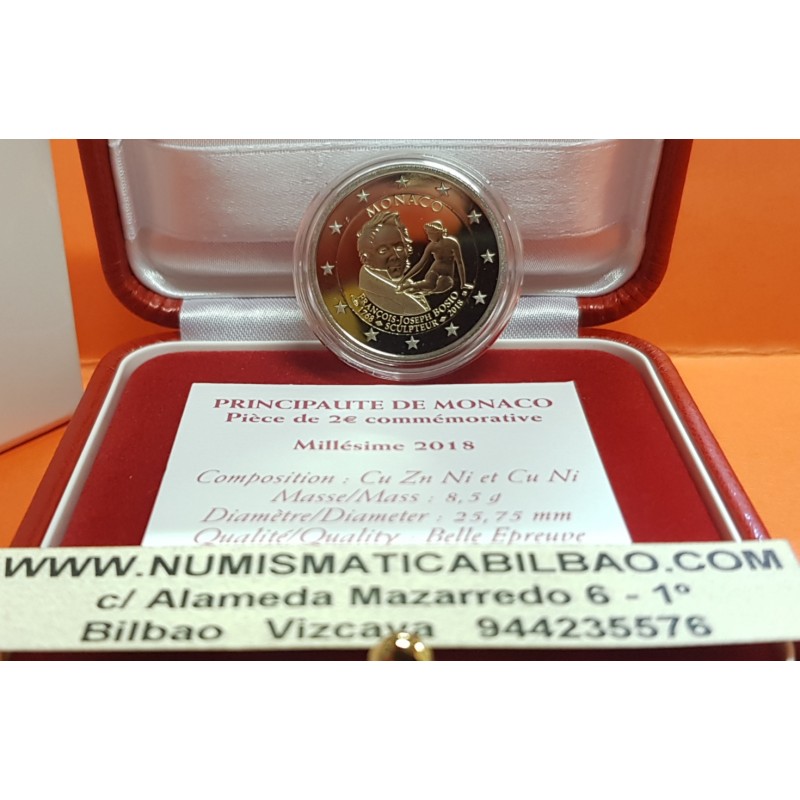 MONACO
FRANÇOIS-JOSEPH BOSIO
1768 SCULPTEUR 2018
PRINCIPAUTE DE MONACO
Pièce de 2€ commémorative
Millésime 2018
Composition : Cu Zn Ni et Cu Ni
Masse/Mass : 8,5 g
Diamètre/Diameter : 25,75 mm
Qualité/Quality : Belle Epreuve
WWW.NUMISMATICABILBAO.COM
c/ Alameda Mazarredo 6 - 1º
Bilbao Vizcaya 944235576